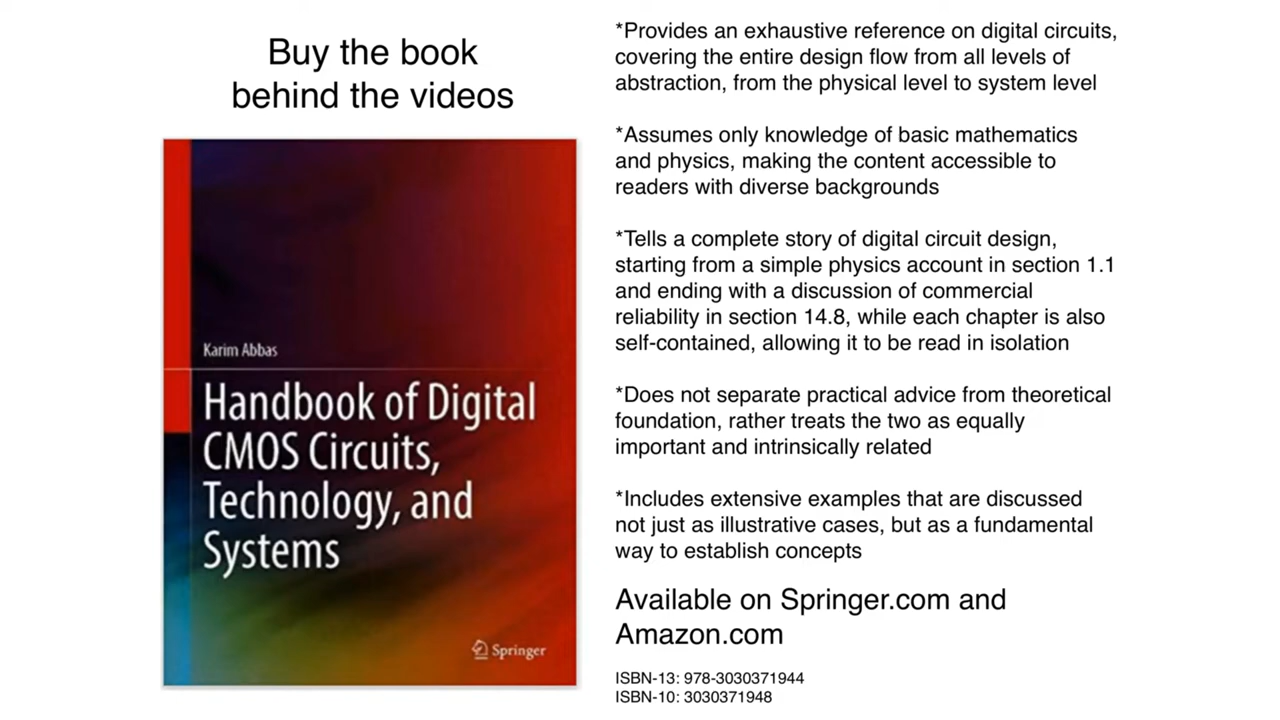 Buy the book
behind the videos
Karim Abbas
Handbook of Digital
CMOS Circuits,
Technology, and
Systems
Springer
*Provides an exhaustive reference on digital circuits,
covering the entire design flow from all levels of
abstraction, from the physical level to system level
*Assumes only knowledge of basic mathematics
and physics, making the content accessible to
readers with diverse backgrounds
*Tells a complete story of digital circuit design,
starting from a simple physics account in section 1.1
and ending with a discussion of commercial
reliability in section 14.8, while each chapter is also
self-contained, allowing it to be read in isolation
*Does not separate practical advice from theoretical
foundation, rather treats the two as equally
important and intrinsically related
*Includes extensive examples that are discussed
not just as illustrative cases, but as a fundamental
way to establish concepts
Available on Springer.com and
Amazon.com
ISBN-13: 978-3030371944
ISBN-10: 3030371948